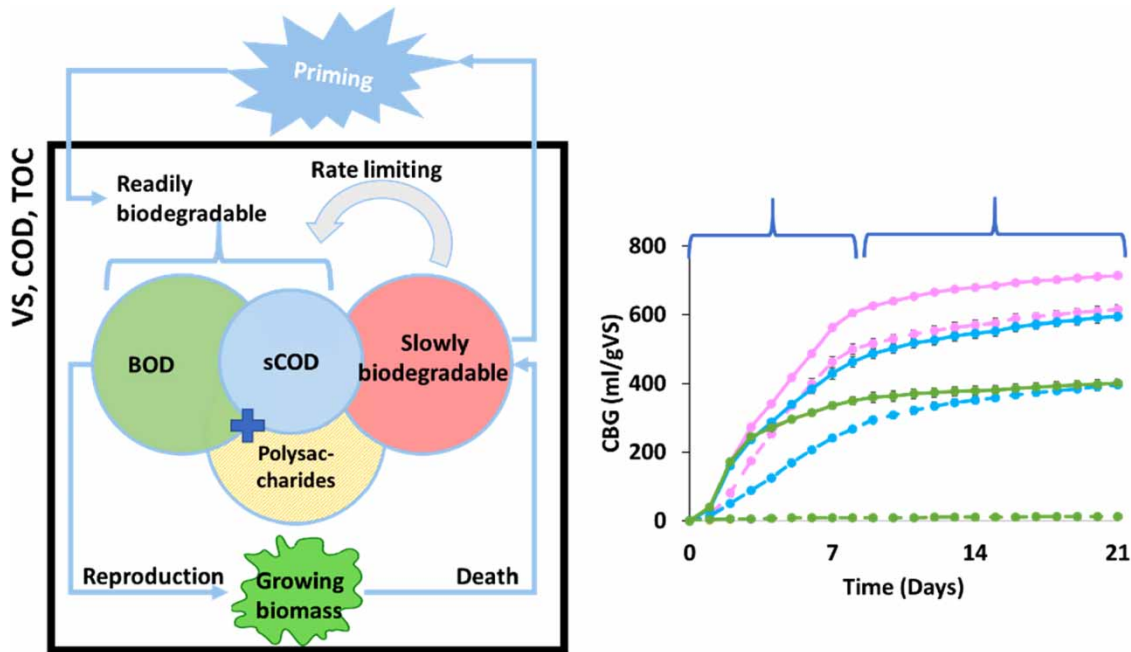 Priming
VS, COD, TOC
Rate limiting
Readily
biodegradable
BOD
sCOD
Slowly
biodegradable
Polysac-
charides
Reproduction
Growing
biomass
Death
CBG (ml/gVS)
800
600
400
200
0
0
7
14
21
Time (Days)